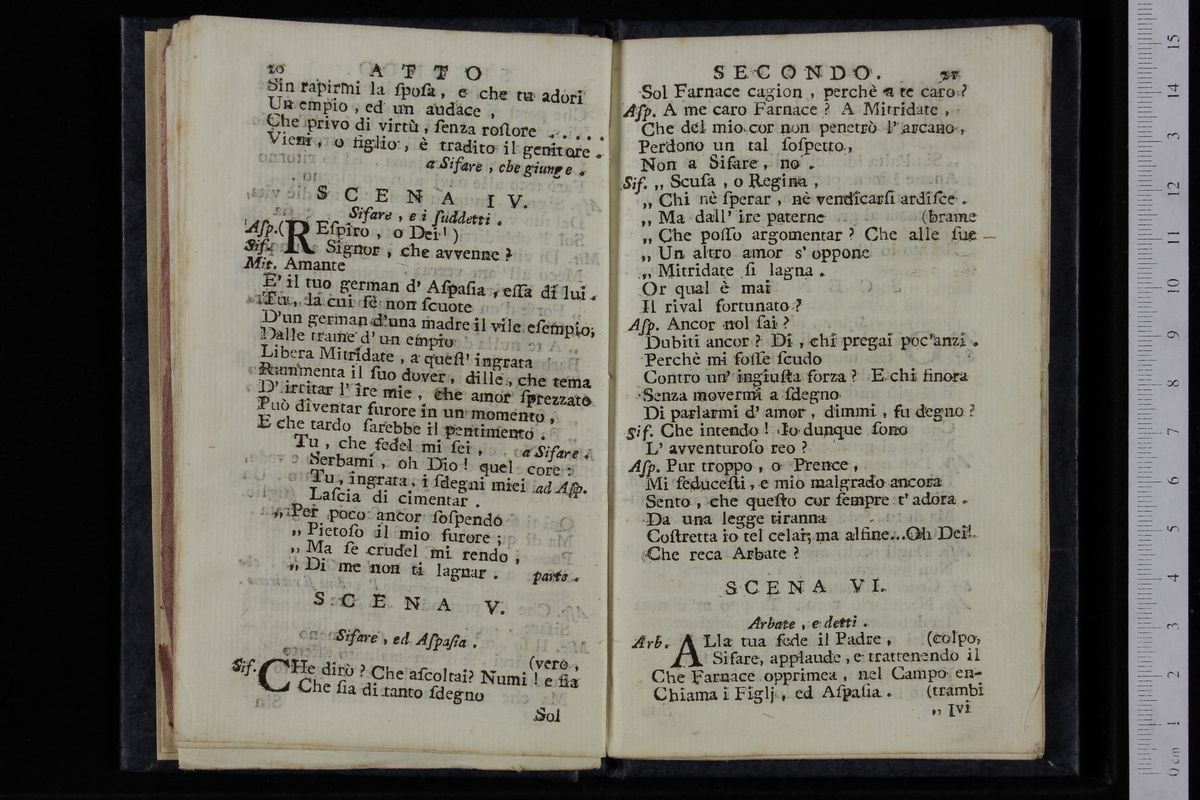 20 ATTO
Sin rapirmi la ſpoſa, e che tu adori
Un empio, ed un audace,
Che privo di virtù, ſenza roſſore .....
Vieni, o figlio, è tradito il genitore.
a Sifare, che giunge.
SCENA IV.
Sifare, e i ſuddetti.
Aſp. (REſpiro, o Dei!)
Sif. Signor, che avvenne?
Mit. Amante
E' il tuo german d' Aſpaſia, eſſa di lui.
Tu, la cui fè non ſcuote
D'un german d'una madre il vile eſempio;
Dalle trame d' un empio
Libera Mitridate, a queſt' ingrata
Rammenta il ſuo dover, dille, che tema
D' irritar l' ire mie, che amor ſprezzato
Può diventar furore in un momento,
E che tardo ſarebbe il pentimento.
Tu, che fedel mi ſei, a Sifare.
Serbami, oh Dio! quel core:
Tu, ingrata, i ſdegni miei ad Aſp.
Laſcia di cimentar.
„ Per poco ancor ſoſpendo
„ Pietoſo il mio furore;
„ Ma ſe crudel mi rendo,
„ Di me non ti lagnar. parte.
SCENA V.
Sifare, ed Aſpaſia.
(vero,
Sif. CHe dirò? Che aſcoltai? Numi! e fia
Che ſia di tanto ſdegno
Sol
SECONDO. 21
Sol Farnace cagion, perchè a te caro?
Aſp. A me caro Farnace? A Mitridate,
Che del mio cor non penetrò l' arcano,
Perdono un tal ſoſpetto,
Non a Sifare, no.
Sif. „ Scuſa, o Regina,
„ Chi nè ſperar, nè vendicarſi ardiſce.
„ Ma dall' ire paterne (brame
„ Che poſſo argomentar? Che alle ſue
„ Un altro amor s' oppone
„ Mitridate ſi lagna.
Or qual è mai
Il rival fortunato?
Aſp. Ancor nol ſai?
Dubiti ancor? Di, chi pregai poc'anzi.
Perchè mi foſſe ſcudo
Contro un' ingiuſta forza? E chi finora
Senza movermi a ſdegno
Di parlarmi d' amor, dimmi, fu degno?
Sif. Che intendo! Io dunque ſono
L' avventuroſo reo?
Aſp. Pur troppo, o Prence,
Mi ſeduceſti, e mio malgrado ancora
Sento, che queſto cor ſempre t' adora.
Da una legge tiranna
Coſtretta io tel celai; ma alfine...Oh Dei!
Che reca Arbate?
SCENA VI.
Arbate, e detti.
Arb. ALla tua fede il Padre, (colpo,
Sifare, applaude, e trattenendo il
Che Farnace opprimea, nel Campo en-
Chiama i Figlj, ed Aſpaſia. (trambi
„ Ivi